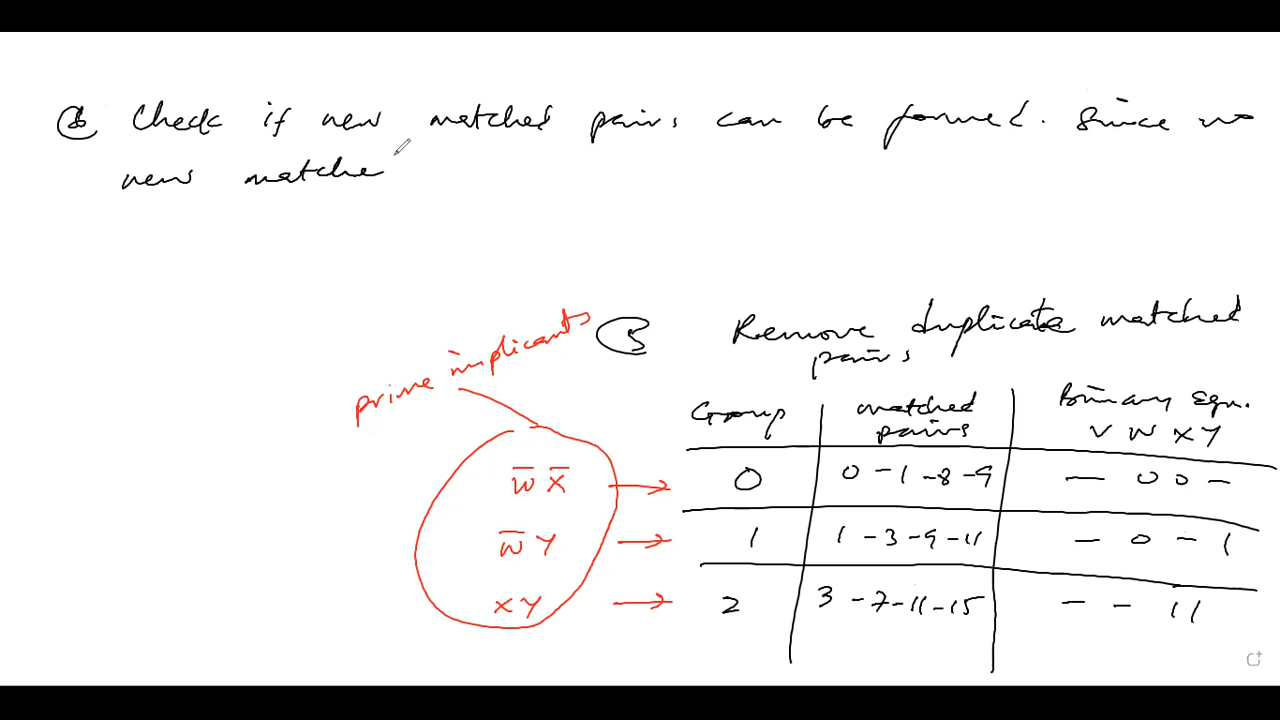 ⑥ Check if new matched pairs can be formed. Since no
new matche
prime implicants
⑤ Remove duplicate matched
pairs
Group | matched pairs | Binary Eqn. V W X Y
W̅ X̅ → 0 | 0 - 1 - 8 - 9 | — 0 0 —
W̅ Y → 1 | 1 - 3 - 9 - 11 | — 0 — 1
X Y → 2 | 3 - 7 - 11 - 15 | — — 1 1